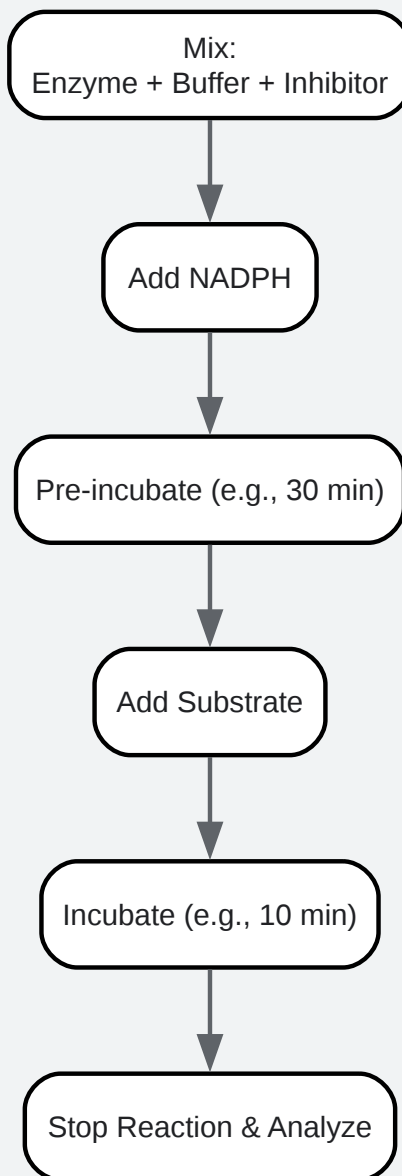 Mix:
Enzyme + Buffer + Inhibitor
Add NADPH
Pre-incubate (e.g., 30 min)
Add Substrate
Incubate (e.g., 10 min)
Stop Reaction & Analyze